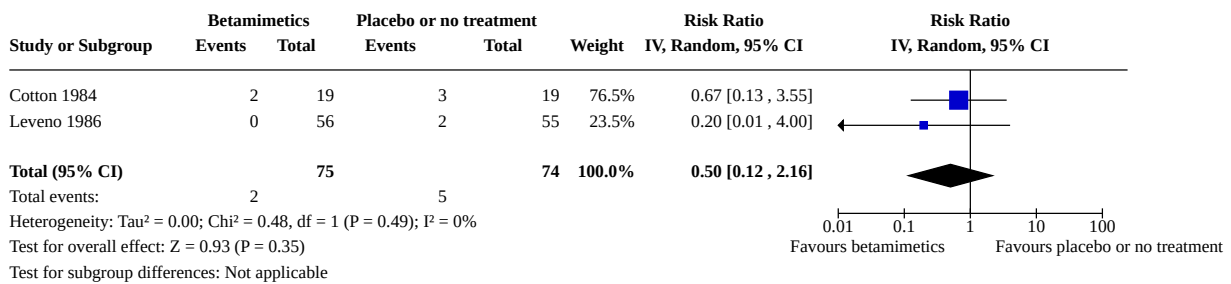 Betamimetics Placebo or no treatment Risk Ratio Risk Ratio
Study or Subgroup Events Total Events Total Weight IV, Random, 95% CI IV, Random, 95% CI
Cotton 1984 2 19 3 19 76.5% 0.67 [0.13 , 3.55]
Leveno 1986 0 56 2 55 23.5% 0.20 [0.01 , 4.00]
Total (95% CI) 75 74 100.0% 0.50 [0.12 , 2.16]
Total events: 2 5
Heterogeneity: Tau² = 0.00; Chi² = 0.48, df = 1 (P = 0.49); I² = 0%
0.01 0.1 1 10 100
Test for overall effect: Z = 0.93 (P = 0.35) Favours betamimetics Favours placebo or no treatment
Test for subgroup differences: Not applicable